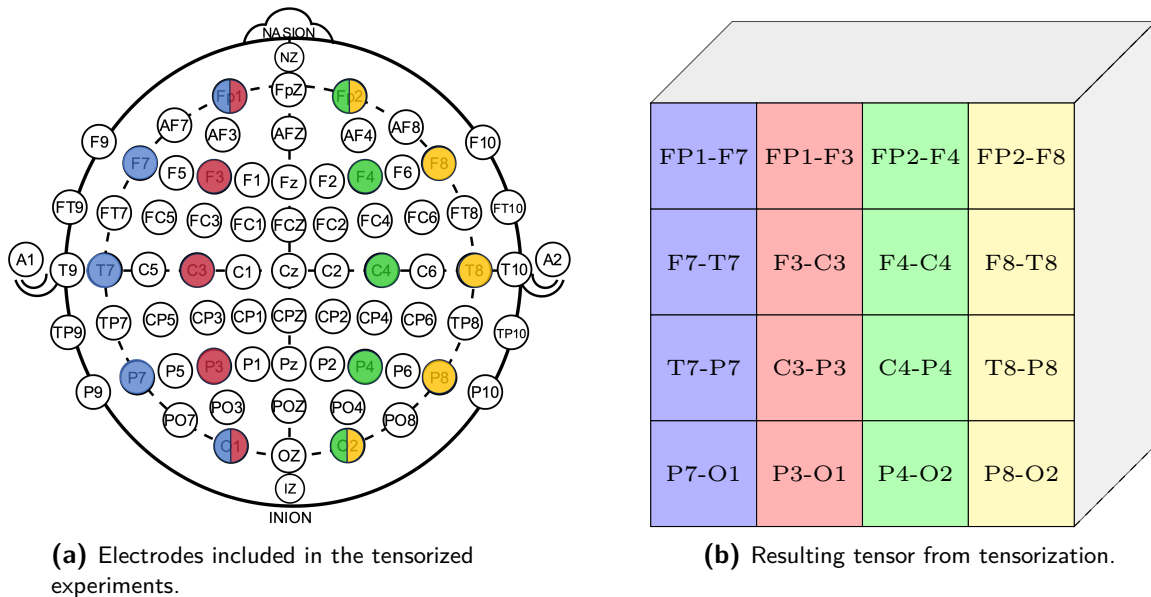 NASION
NZ
Fp1 FpZ Fp2
AF7 AF3 AFZ AF4 AF8
F9 F7 F5 F3 F1 Fz F2 F4 F6 F8 F10
FT9 FT7 FC5 FC3 FC1 FCZ FC2 FC4 FC6 FT8 FT10
A1 T9 T7 C5 C3 C1 Cz C2 C4 C6 T8 T10 A2
TP9 TP7 CP5 CP3 CP1 CPZ CP2 CP4 CP6 TP8 TP10
P9 P7 P5 P3 P1 Pz P2 P4 P6 P8 P10
PO7 PO3 POZ PO4 PO8
O1 OZ O2
IZ
INION
(a) Electrodes included in the tensorized
experiments.
FP1-F7 FP1-F3 FP2-F4 FP2-F8
F7-T7 F3-C3 F4-C4 F8-T8
T7-P7 C3-P3 C4-P4 T8-P8
P7-O1 P3-O1 P4-O2 P8-O2
(b) Resulting tensor from tensorization.